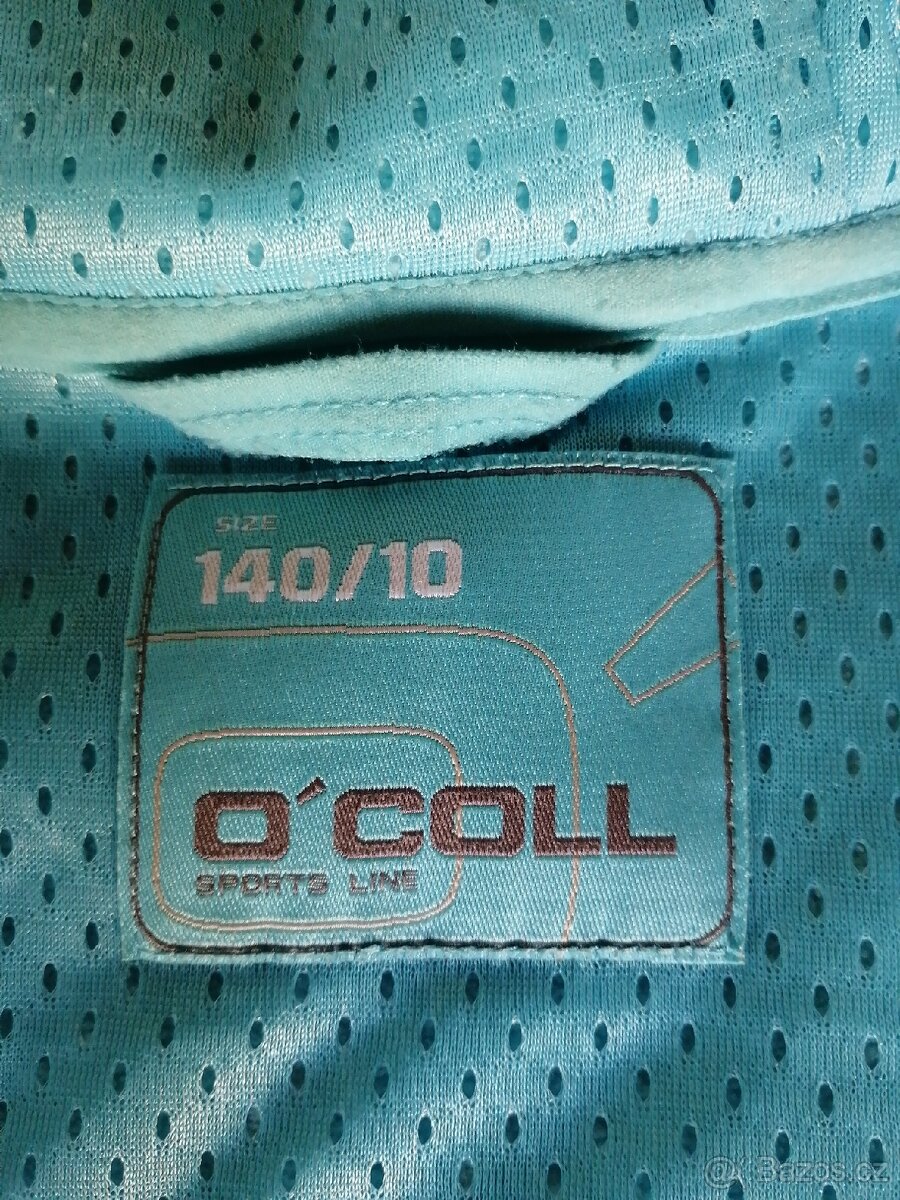 SIZE
140/10
O´COLL
SPORTS LINE
@ Bazos.cz